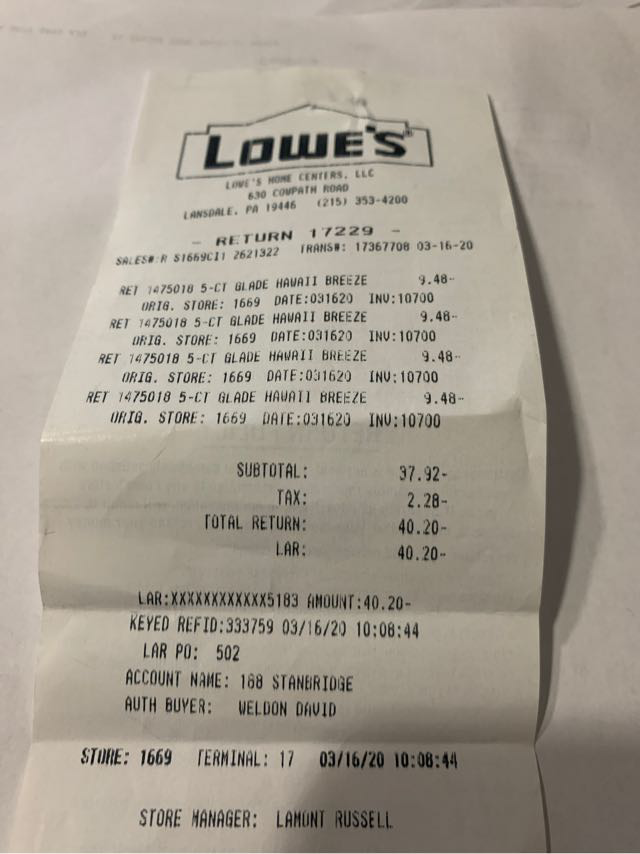 LOWE'S
LOWE'S HOME CENTERS, LLC
630 COWPATH ROAD
LANSDALE, PA 19446 (215) 353-4200
- RETURN 17229 -
SALES#:R S1669CI1 2621322 TRANS#: 17367708 03-16-20
RET 1475018 5-CT GLADE HAWAII BREEZE 9.48-
ORIG. STORE: 1669 DATE:031620 INV:10700
RET 1475018 5-CT GLADE HAWAII BREEZE 9.48-
ORIG. STORE: 1669 DATE:031620 INV:10700
RET 1475018 5-CT GLADE HAWAII BREEZE 9.48-
ORIG. STORE: 1669 DATE:031620 INV:10700
RET 1475018 5-CT GLADE HAWAII BREEZE 9.48-
ORIG. STORE: 1669 DATE:031620 INV:10700
SUBTOTAL: 37.92-
TAX: 2.28-
TOTAL RETURN: 40.20-
LAR: 40.20-
LAR:XXXXXXXXXXXX5183 AMOUNT:40.20-
KEYED REFID:333759 03/16/20 10:08:44
LAR PO: 502
ACCOUNT NAME: 168 STANBRIDGE
AUTH BUYER: WELDON DAVID
STORE: 1669 TERMINAL: 17 03/16/20 10:08:44
STORE MANAGER: LAMONT RUSSELL